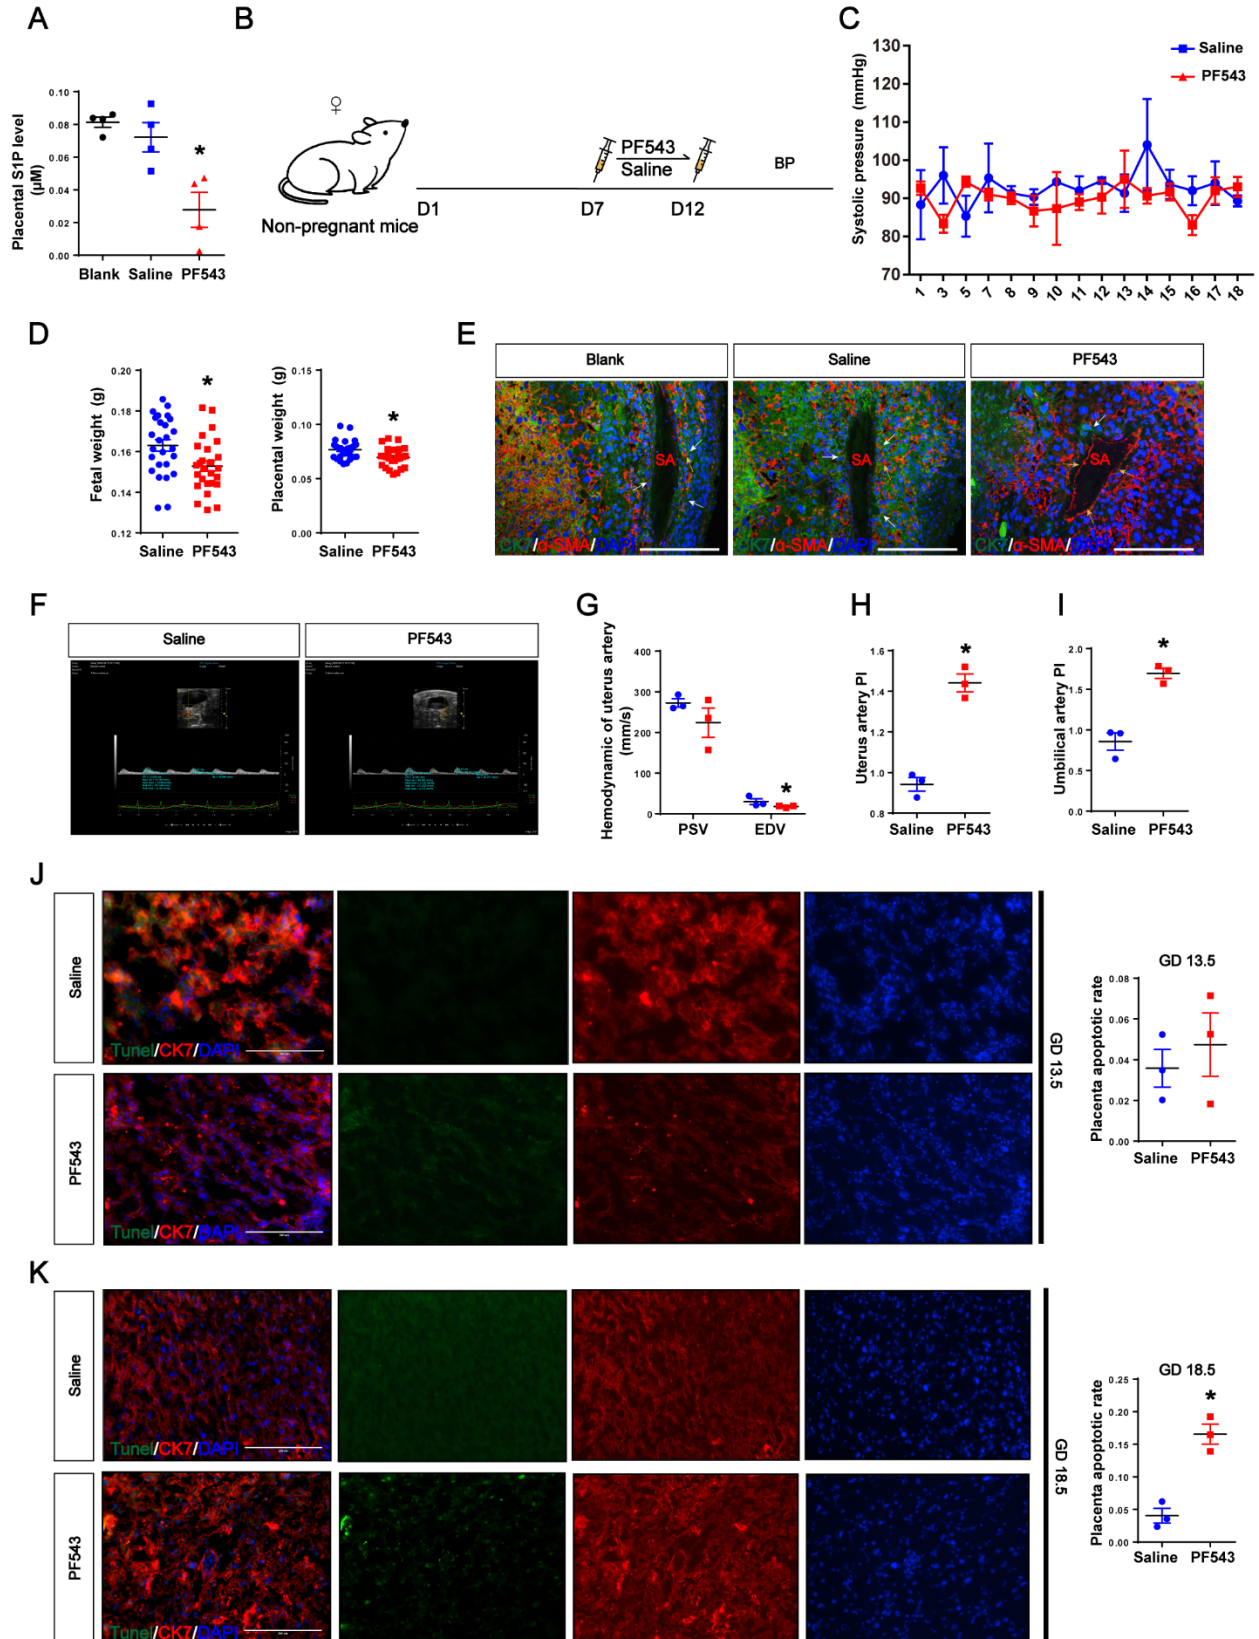 A
B
C
Placental S1P level
(μM)
0.10
0.08
0.06
0.04
0.02
0.00
*
Blank
Saline
PF543
♀
Non-pregnant mice
D1
D7
PF543
Saline
D12
BP
Systolic pressure (mmHg)
130
120
110
100
90
80
70
Saline
PF543
1 3 5 7 8 9 10 11 12 13 14 15 16 17 18
D
E
Fetal weight (g)
0.20
0.18
0.16
0.14
0.12
*
Saline PF543
Placental weight (g)
0.15
0.10
0.05
0.00
*
Saline PF543
Blank
Saline
PF543
SA
SA
SA
CK7/α-SMA/DAPI
CK7/α-SMA/DAPI
CK7/α-SMA/DAPI
F
G
H
I
Saline
PF543
Hemodynamic of uterus artery
(mm/s)
400
300
200
100
0
*
PSV
EDV
Uterus artery PI
1.6
1.4
1.2
1.0
0.8
*
Saline PF543
Umbilical artery PI
2.0
1.5
1.0
0.5
0.0
*
Saline PF543
J
Saline
Tunel/CK7/DAPI
PF543
Tunel/CK7/DAPI
GD 13.5
GD 13.5
Placenta apoptotic rate
0.08
0.06
0.04
0.02
0.00
Saline PF543
K
Saline
Tunel/CK7/DAPI
PF543
Tunel/CK7/DAPI
GD 18.5
GD 18.5
Placenta apoptotic rate
0.25
0.20
0.15
0.10
0.05
0.00
*
Saline PF543